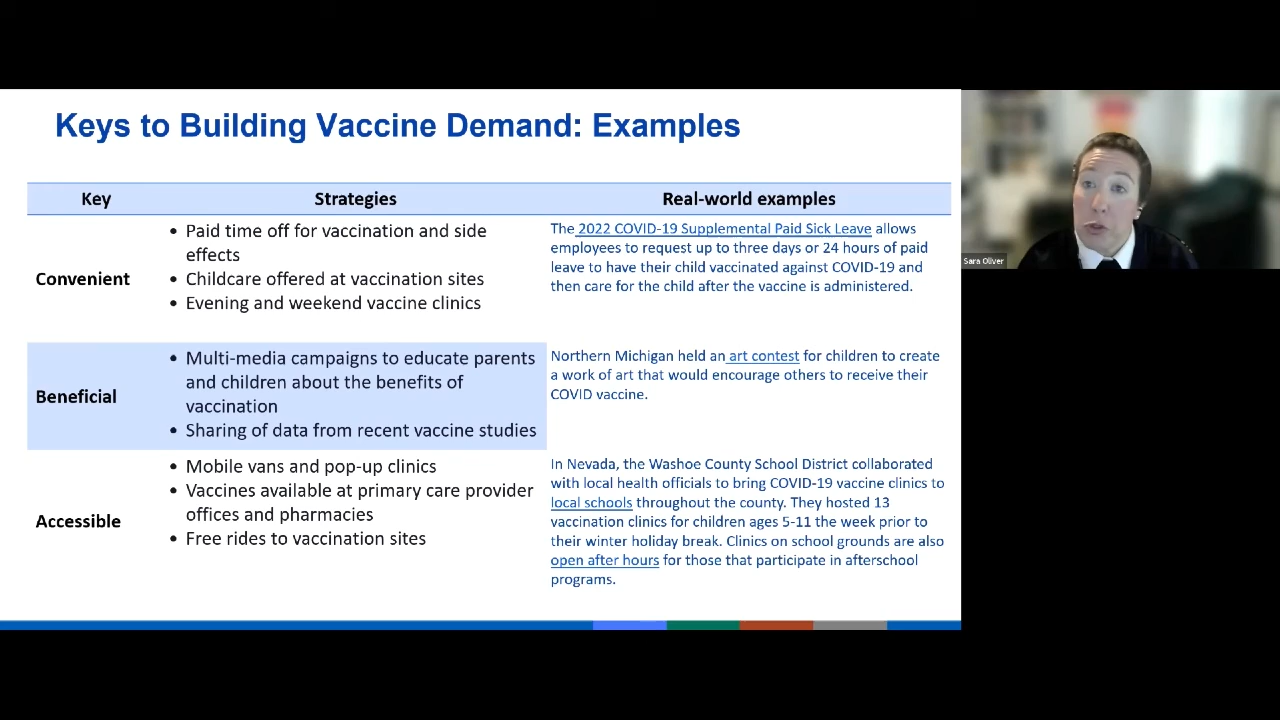 Keys to Building Vaccine Demand: Examples
Key
Strategies
Real-world examples
Convenient
• Paid time off for vaccination and side
effects
• Childcare offered at vaccination sites
• Evening and weekend vaccine clinics
The 2022 COVID-19 Supplemental Paid Sick Leave allows
employees to request up to three days or 24 hours of paid
leave to have their child vaccinated against COVID-19 and
then care for the child after the vaccine is administered.
Beneficial
• Multi-media campaigns to educate parents
and children about the benefits of
vaccination
• Sharing of data from recent vaccine studies
Northern Michigan held an art contest for children to create
a work of art that would encourage others to receive their
COVID vaccine.
Accessible
• Mobile vans and pop-up clinics
• Vaccines available at primary care provider
offices and pharmacies
• Free rides to vaccination sites
In Nevada, the Washoe County School District collaborated
with local health officials to bring COVID-19 vaccine clinics to
local schools throughout the county. They hosted 13
vaccination clinics for children ages 5-11 the week prior to
their winter holiday break. Clinics on school grounds are also
open after hours for those that participate in afterschool
programs.
Sara Oliver